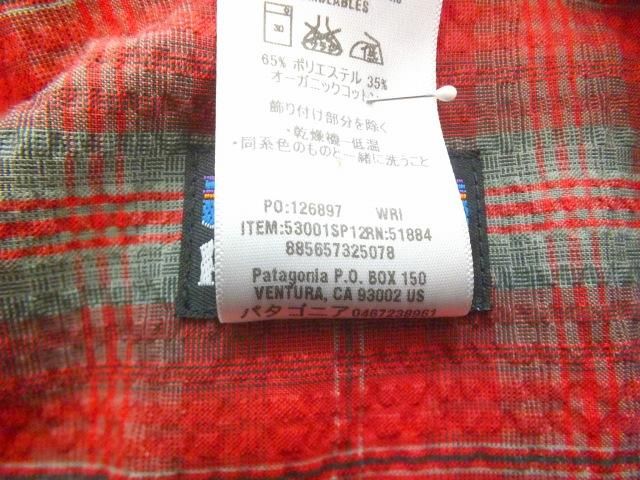 30
65% ポリエステル 35%
オーガニックコットン
飾り付け部分を除く
・乾燥機-低温
・同系色のものと一緒に洗うこと
PO:126897 WRI
ITEM:53001SP12RN:51884
885657325078
Patagonia P.O. BOX 150
VENTURA, CA 93002 US
パタゴニア 0467238961